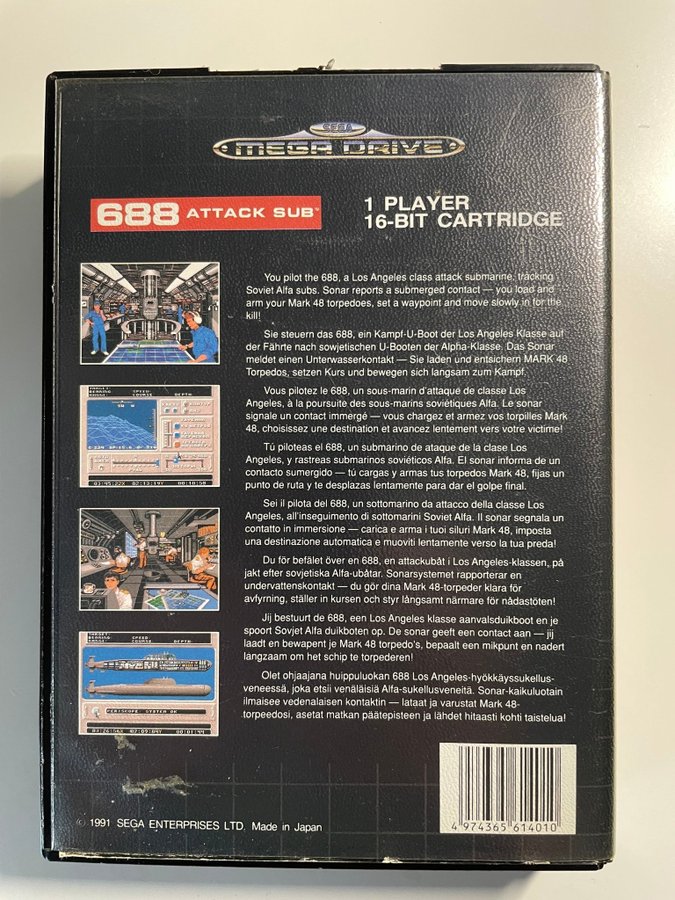 SEGA
MEGA DRIVE
688 ATTACK SUB™
1 PLAYER
16-BIT CARTRIDGE
You pilot the 688, a Los Angeles class attack submarine, tracking
Soviet Alfa subs. Sonar reports a submerged contact — you load and
arm your Mark 48 torpedoes, set a waypoint and move slowly in for the
kill!
Sie steuern das 688, ein Kampf-U-Boot der Los Angeles Klasse auf
der Fährte nach sowjetischen U-Booten der Alpha-Klasse. Das Sonar
meldet einen Unterwasserkontakt — Sie laden und entsichern MARK 48
Torpedos, setzen Kurs und bewegen sich langsam zum Kampf.
Vous pilotez le 688, un sous-marin d'attaque de classe Los
Angeles, à la poursuite des sous-marins soviétiques Alfa. Le sonar
signale un contact immergé — vous chargez et armez vos torpilles Mark
48, choisissez une destination et avancez lentement vers votre victime!
Tú piloteas el 688, un submarino de ataque de la clase Los
Angeles, y rastreas submarinos soviéticos Alfa. El sonar informa de un
contacto sumergido — tú cargas y armas tus torpedos Mark 48, fijas un
punto de ruta y te desplazas lentamente para dar el golpe final.
Sei il pilota del 688, un sottomarino da attacco della classe Los
Angeles, all'inseguimento di sottomarini Soviet Alfa. Il sonar segnala un
contatto in immersione — carica e arma i tuoi siluri Mark 48, imposta
una destinazione automatica e muoviti lentamente verso la tua preda!
Du för befälet över en 688, en attackubåt i Los Angeles-klassen, på
jakt efter sovjetiska Alfa-ubåtar. Sonarsystemet rapporterar en
undervattenskontakt — du gör dina Mark 48-torpeder klara för
avfyrning, ställer in kursen och styr långsamt närmare för nådastöten!
Jij bestuurt de 688, een Los Angeles klasse aanvalsduikboot en je
spoort Sovjet Alfa duikboten op. De sonar geeft een contact aan — jij
laadt en bewapent je Mark 48 torpedo's, bepaalt een mikpunt en nadert
langzaam om het schip te torpederen!
Olet ohjaajana huippuluokan 688 Los Angeles-hyökkäyssukellus-
veneessä, joka etsii venäläisiä Alfa-sukellusveneitä. Sonar-kaikuluotain
ilmaisee vedenalaisen kontaktin — lataat ja varustat Mark 48-
torpeedosi, asetat matkan päätepisteen ja lähdet hitaasti kohti taistelua!
SPEED:
COURSE
DEPTH:
SPEED:
COURSE
DEPTH:
PERISCOPE SYSTEM OK
© 1991 SEGA ENTERPRISES LTD. Made in Japan
4 974365 614010